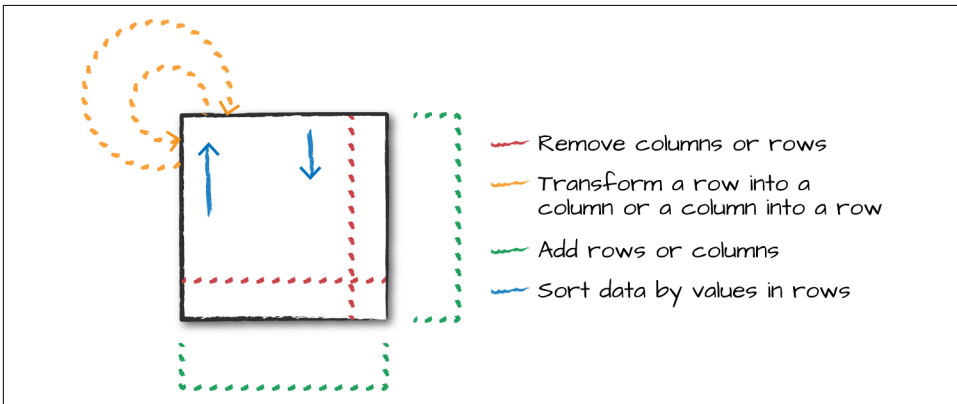 Remove columns or rows
Transform a row into a
column or a column into a row
Add rows or columns
Sort data by values in rows